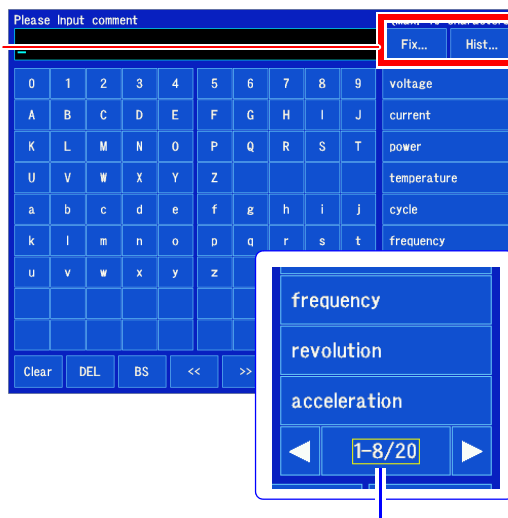 Please Input comment
Fix... Hist...
0 1 2 3 4 5 6 7 8 9 voltage
A B C D E F G H I J current
K L M N O P Q R S T power
U V W X Y Z temperature
a b c d e f g h i j cycle
k l m n o p q r s t frequency
u v w x y z
Clear DEL BS << >>
frequency
revolution
acceleration
1-8/20